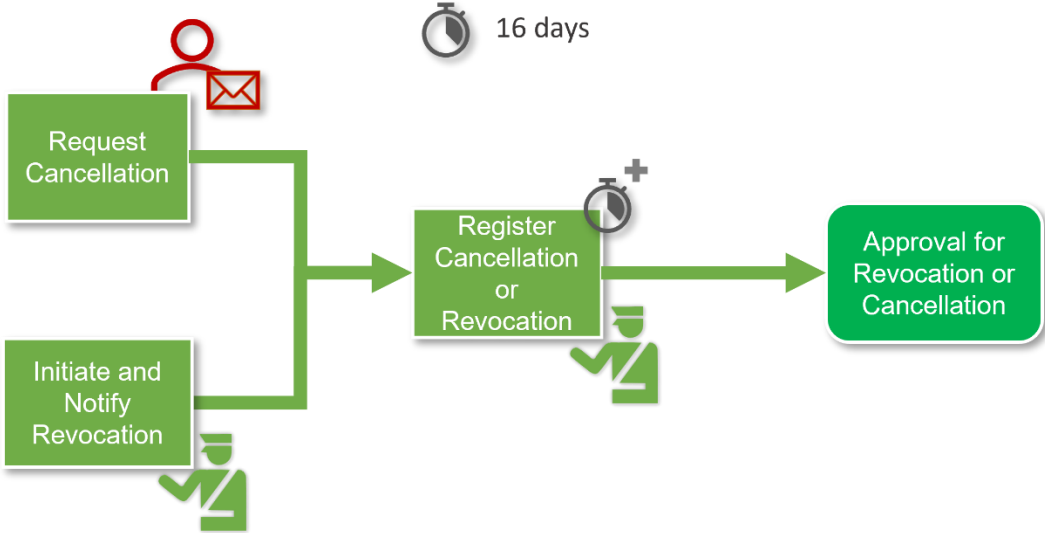 16 days
Request
Cancellation
Register
Cancellation
or
Revocation
Approval for
Revocation or
Cancellation
Initiate and
Notify
Revocation